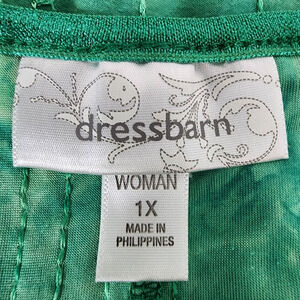 dressbarn
WOMAN
1X
MADE IN
PHILIPPINES